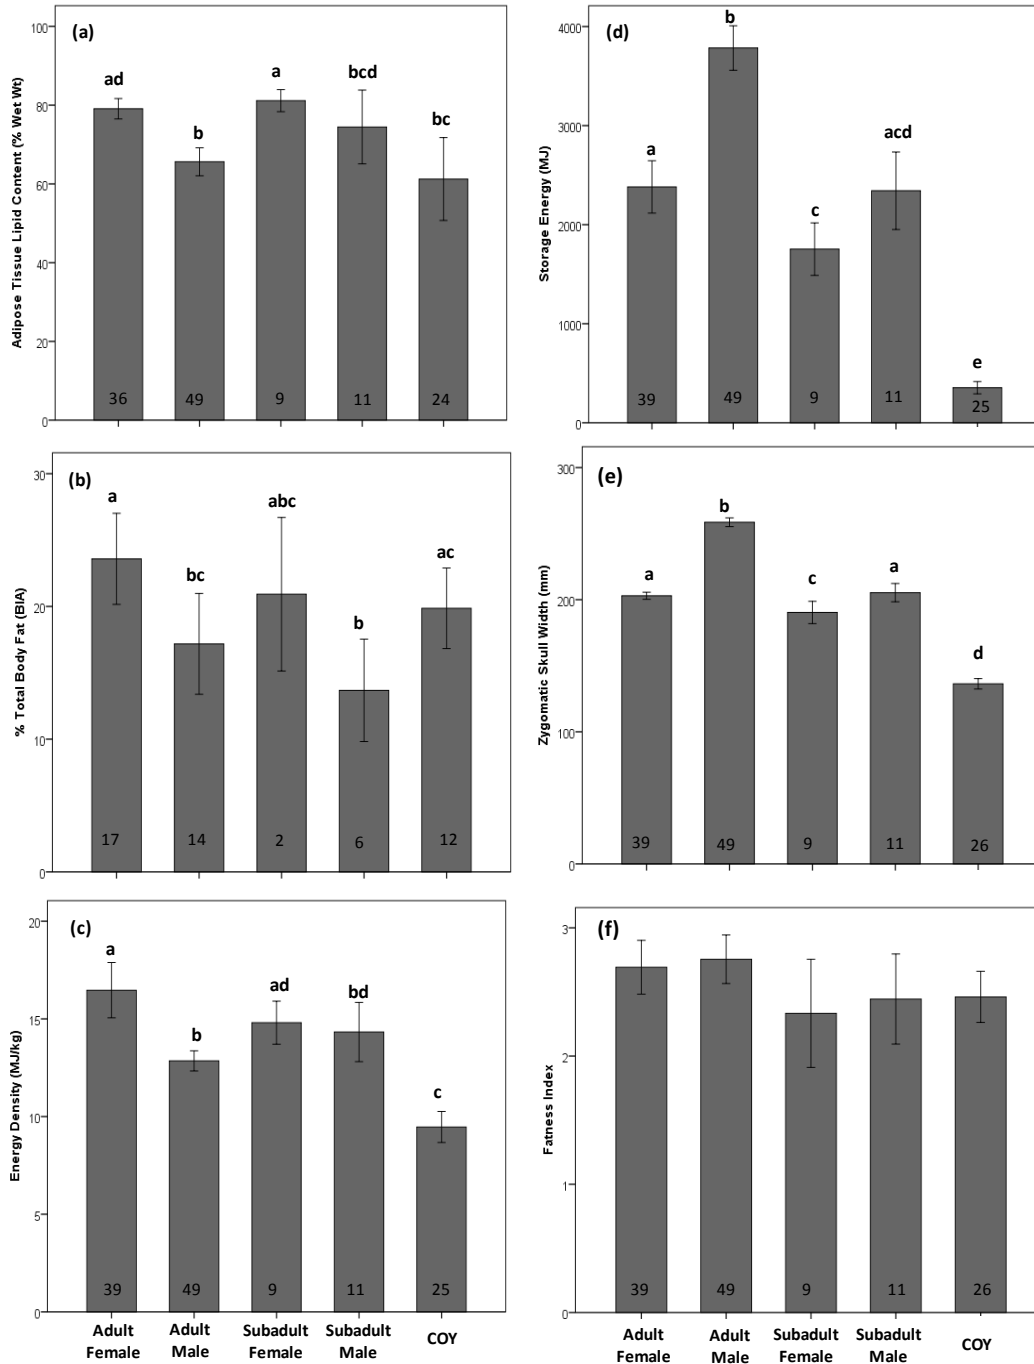 (a)
Adipose Tissue Lipid Content (% Wet Wt)
100
80
60
40
20
0
ad
b
a
bcd
bc
36
49
9
11
24
(d)
Storage Energy (MJ)
4000
3000
2000
1000
0
a
b
c
acd
e
39
49
9
11
25
(b)
% Total Body Fat (BIA)
30
20
10
0
a
bc
abc
b
ac
17
14
2
6
12
(e)
Zygomatic Skull Width (mm)
300
200
100
0
a
b
c
a
d
39
49
9
11
26
(c)
Energy Density (MJ/kg)
20
15
10
5
0
a
b
ad
bd
c
39
49
9
11
25
Adult
Female
Adult
Male
Subadult
Female
Subadult
Male
COY
(f)
Fatness Index
3
2
1
0
39
49
9
11
26
Adult
Female
Adult
Male
Subadult
Female
Subadult
Male
COY